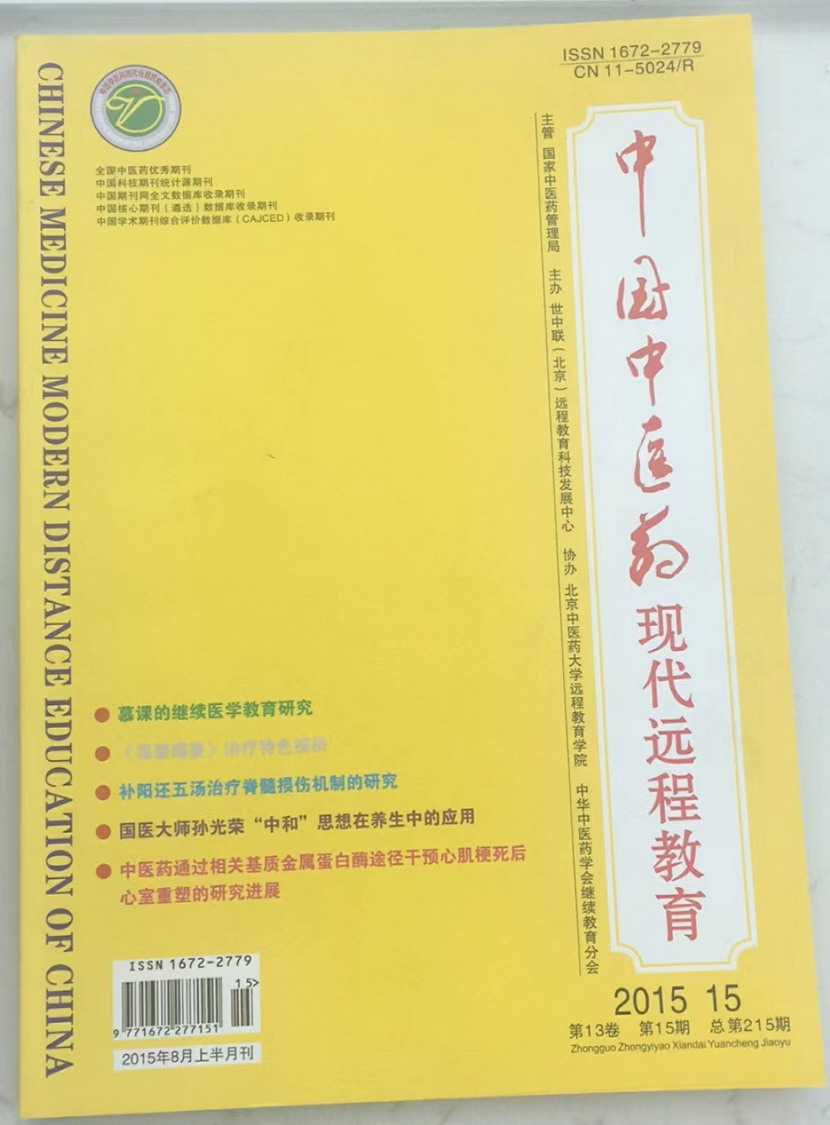 ISSN 1672-2779
CN 11-5024/R
CHINESE MEDICINE MODERN DISTANCE EDUCATION OF CHINA
全国中医药优秀期刊
中国科技期刊统计源期刊
中国期刊网全文数据库收录期刊
中国核心期刊（遴选）数据库收录期刊
中国学术期刊综合评价数据库（CAJCED）收录期刊
主管 国家中医药管理局 主办 世中联（北京）远程教育科技发展中心 协办 北京中医药大学远程教育学院 中华中医药学会继续教育分会
中国中医药现代远程教育
慕课的继续医学教育研究
治疗特色探析
补阳还五汤治疗脊髓损伤机制的研究
国医大师孙光荣“中和”思想在养生中的应用
中医药通过相关基质金属蛋白酶途径干预心肌梗死后
心室重塑的研究进展
ISSN 1672-2779
15>
9 771672 277151
2015年8月上半月刊
2015 15
第13卷 第15期 总第215期
Zhongguo Zhongyiyao Xiandai Yuancheng Jiaoyu